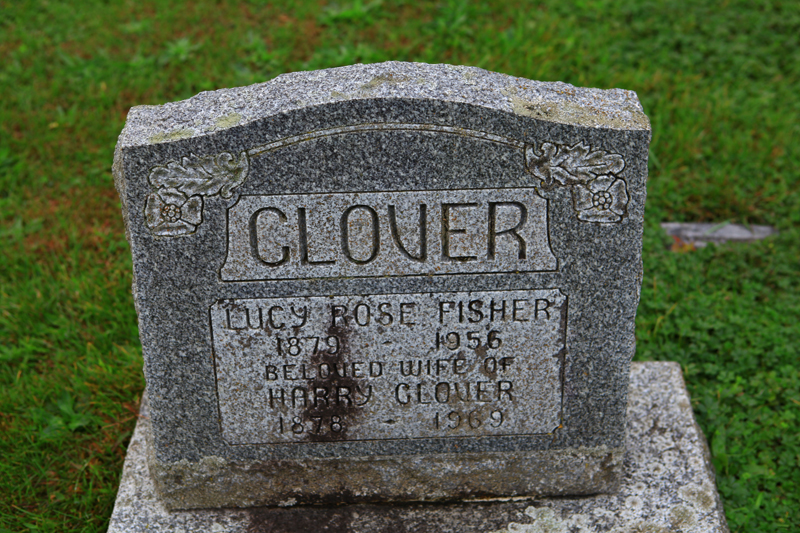 GLOVER
LUCY ROSE FISHER
1879 - 1956
BELOVED WIFE OF
HARRY GLOVER
1878 - 1969